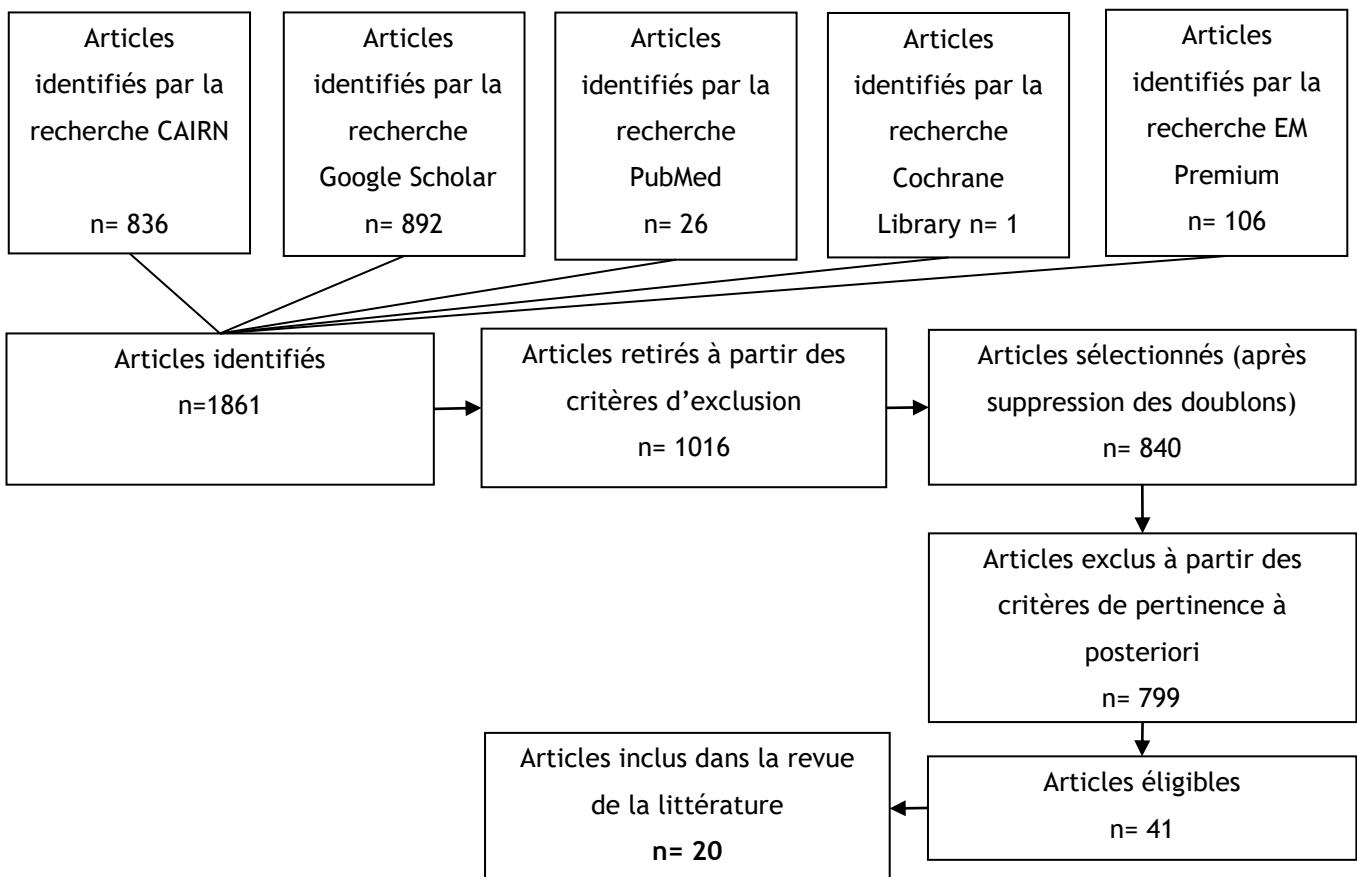 Articles
identifiés par la
recherche CAIRN
n= 836
Articles
identifiés par la
recherche
Google Scholar
n= 892
Articles
identifiés par la
recherche
PubMed
n= 26
Articles
identifiés par la
recherche
Cochrane
Library n= 1
Articles
identifiés par la
recherche EM
Premium
n= 106
Articles identifiés
n=1861
Articles retirés à partir des
critères d’exclusion
n= 1016
Articles sélectionnés (après
suppression des doublons)
n= 840
Articles exclus à partir des
critères de pertinence à
posteriori
n= 799
Articles éligibles
n= 41
Articles inclus dans la revue
de la littérature
n= 20